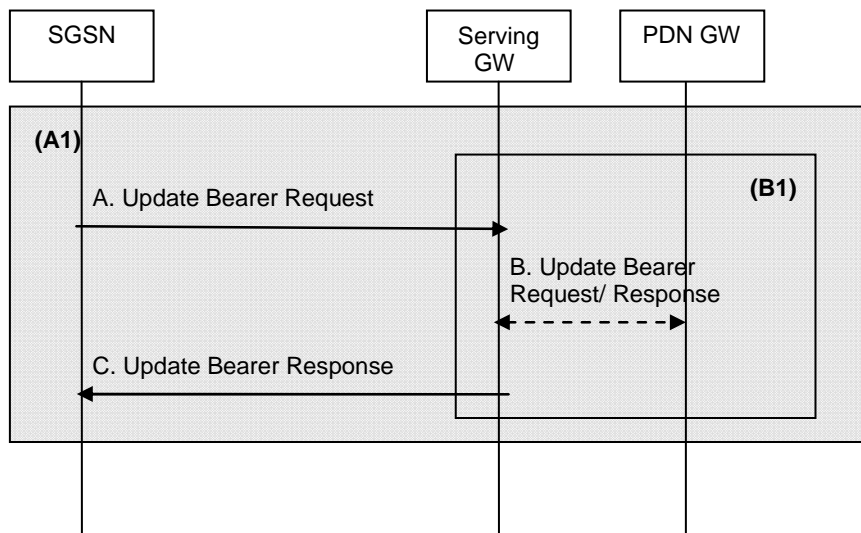 SGSN
Serving
GW
PDN GW
(A1)
(B1)
A. Update Bearer Request
B. Update Bearer
Request/ Response
C. Update Bearer Response